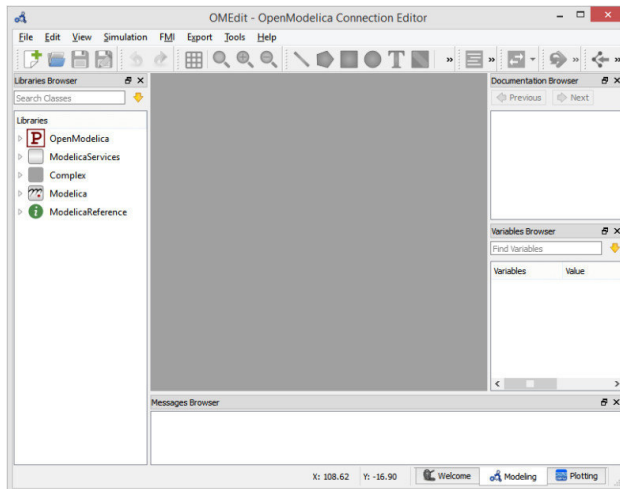 OMEdit - OpenModelica Connection Editor
File Edit View Simulation FMI Export Tools Help
T » » » »
Libraries Browser
Search Classes
Libraries
P OpenModelica
ModelicaServices
Complex
Modelica
i ModelicaReference
Documentation Browser
Previous Next
Variables Browser
Find Variables
Variables Value
Messages Browser
X: 108.62 Y: -16.90 Welcome Modeling Plotting